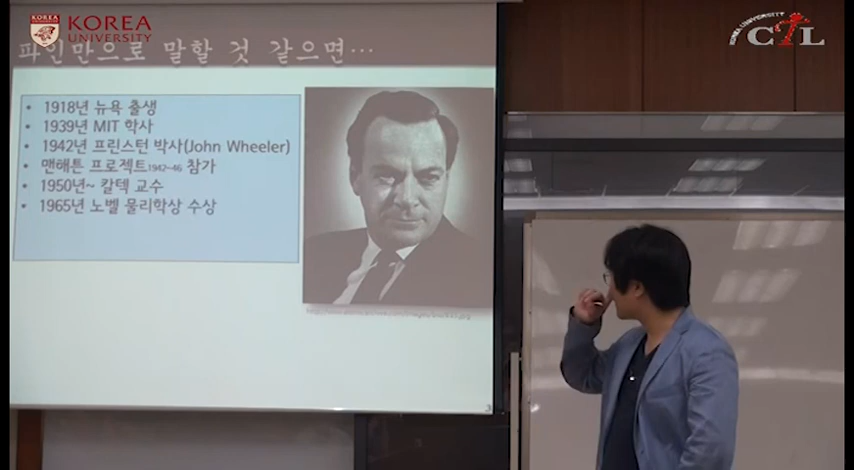 KOREA
UNIVERSITY
KOREA UNIVERSITY
CTL
파인만으로 말할 것 같으면…
• 1918년 뉴욕 출생
• 1939년 MIT 학사
• 1942년 프린스턴 박사(John Wheeler)
• 맨해튼 프로젝트1942~46 참가
• 1950년~ 칼텍 교수
• 1965년 노벨 물리학상 수상
3